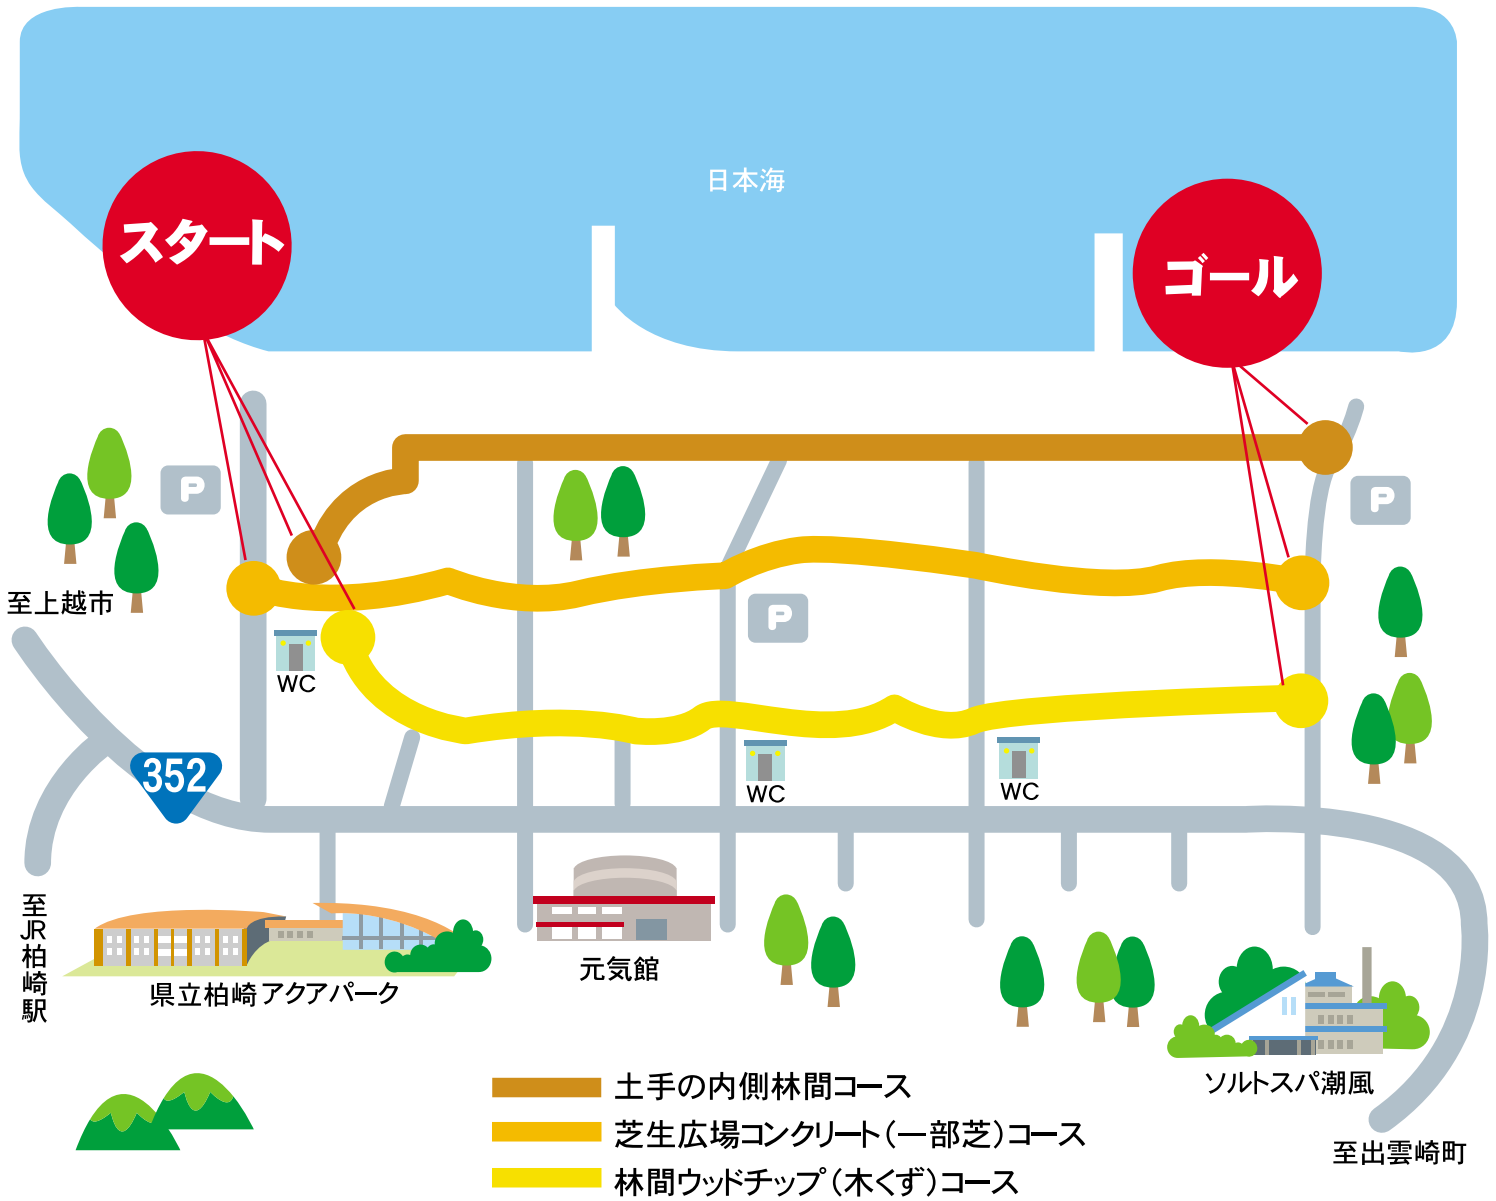 日本海
スタート
ゴール
P
P
至上越市
P
WC
352
WC
WC
至JR柏崎駅
元気館
県立柏崎アクアパーク
ソルトスパ潮風
土手の内側林間コース
芝生広場コンクリート(一部芝)コース
至出雲崎町
林間ウッドチップ(木くず)コース